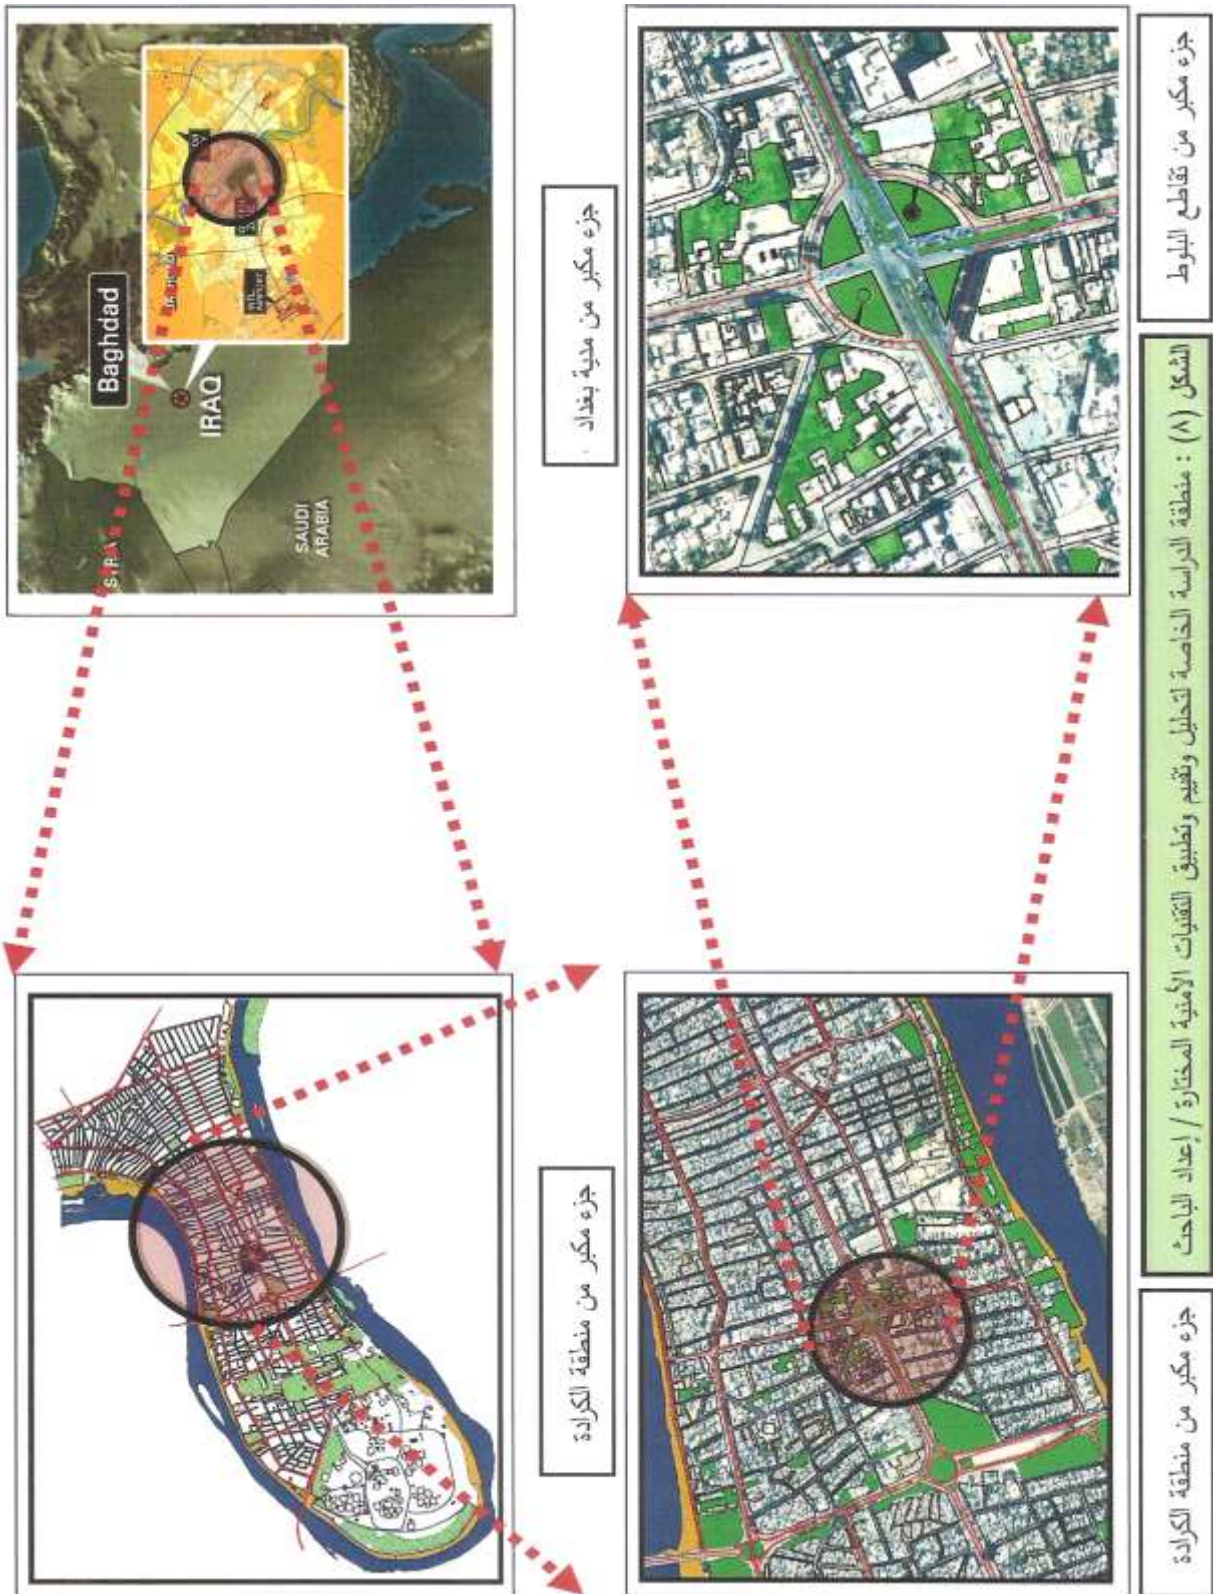 Baghdad
IRAQ
SAUDI
ARABIA
جزء مكبر من مدينة بغداد
جزء مكبر من منطقة الكرادة
جزء مكبر من تقاطع البلوط
الشكل (٨) : منطقة الدراسة الخاصة لتحليل وتقييم وتطبيق التقنيات الأمنية المختارة / إعداد الباحث
جزء مكبر من منطقة الكرادة